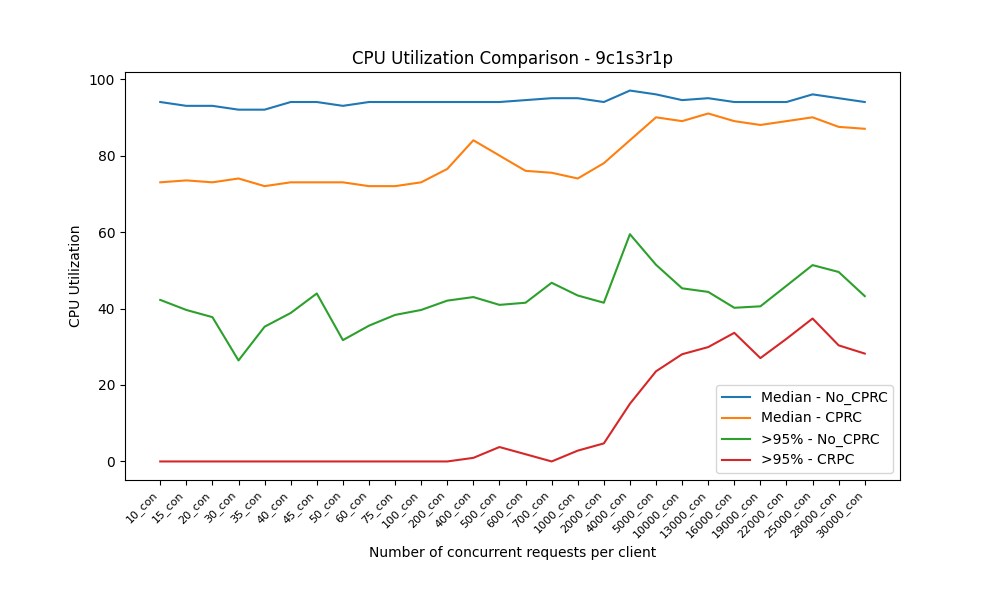 CPU Utilization Comparison - 9c1s3r1p
100
80
60
40
20
0
CPU Utilization
Median - No_CPRC
Median - CPRC
>95% - No_CPRC
>95% - CRPC
10_con
15_con
20_con
30_con
35_con
40_con
45_con
50_con
60_con
75_con
100_con
200_con
400_con
500_con
600_con
700_con
1000_con
2000_con
4000_con
5000_con
10000_con
13000_con
16000_con
19000_con
22000_con
25000_con
28000_con
30000_con
Number of concurrent requests per client